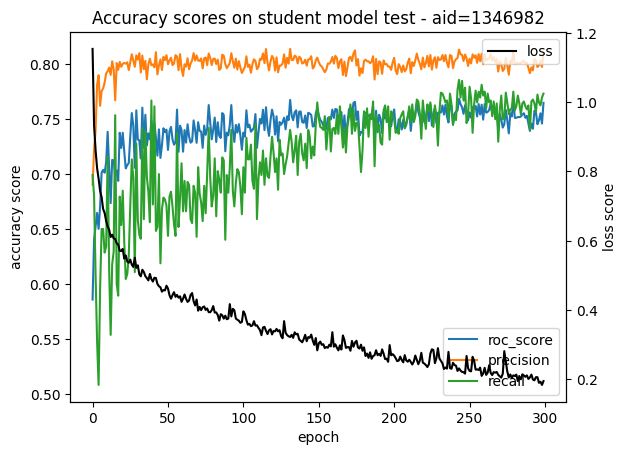 Accuracy scores on student model test - aid=1346982
loss
accuracy score
0.80
0.75
0.70
0.65
0.60
0.55
0.50
1.2
1.0
0.8
0.6
0.4
0.2
loss score
roc_score
precision
recall
0
50
100
150
200
250
300
epoch